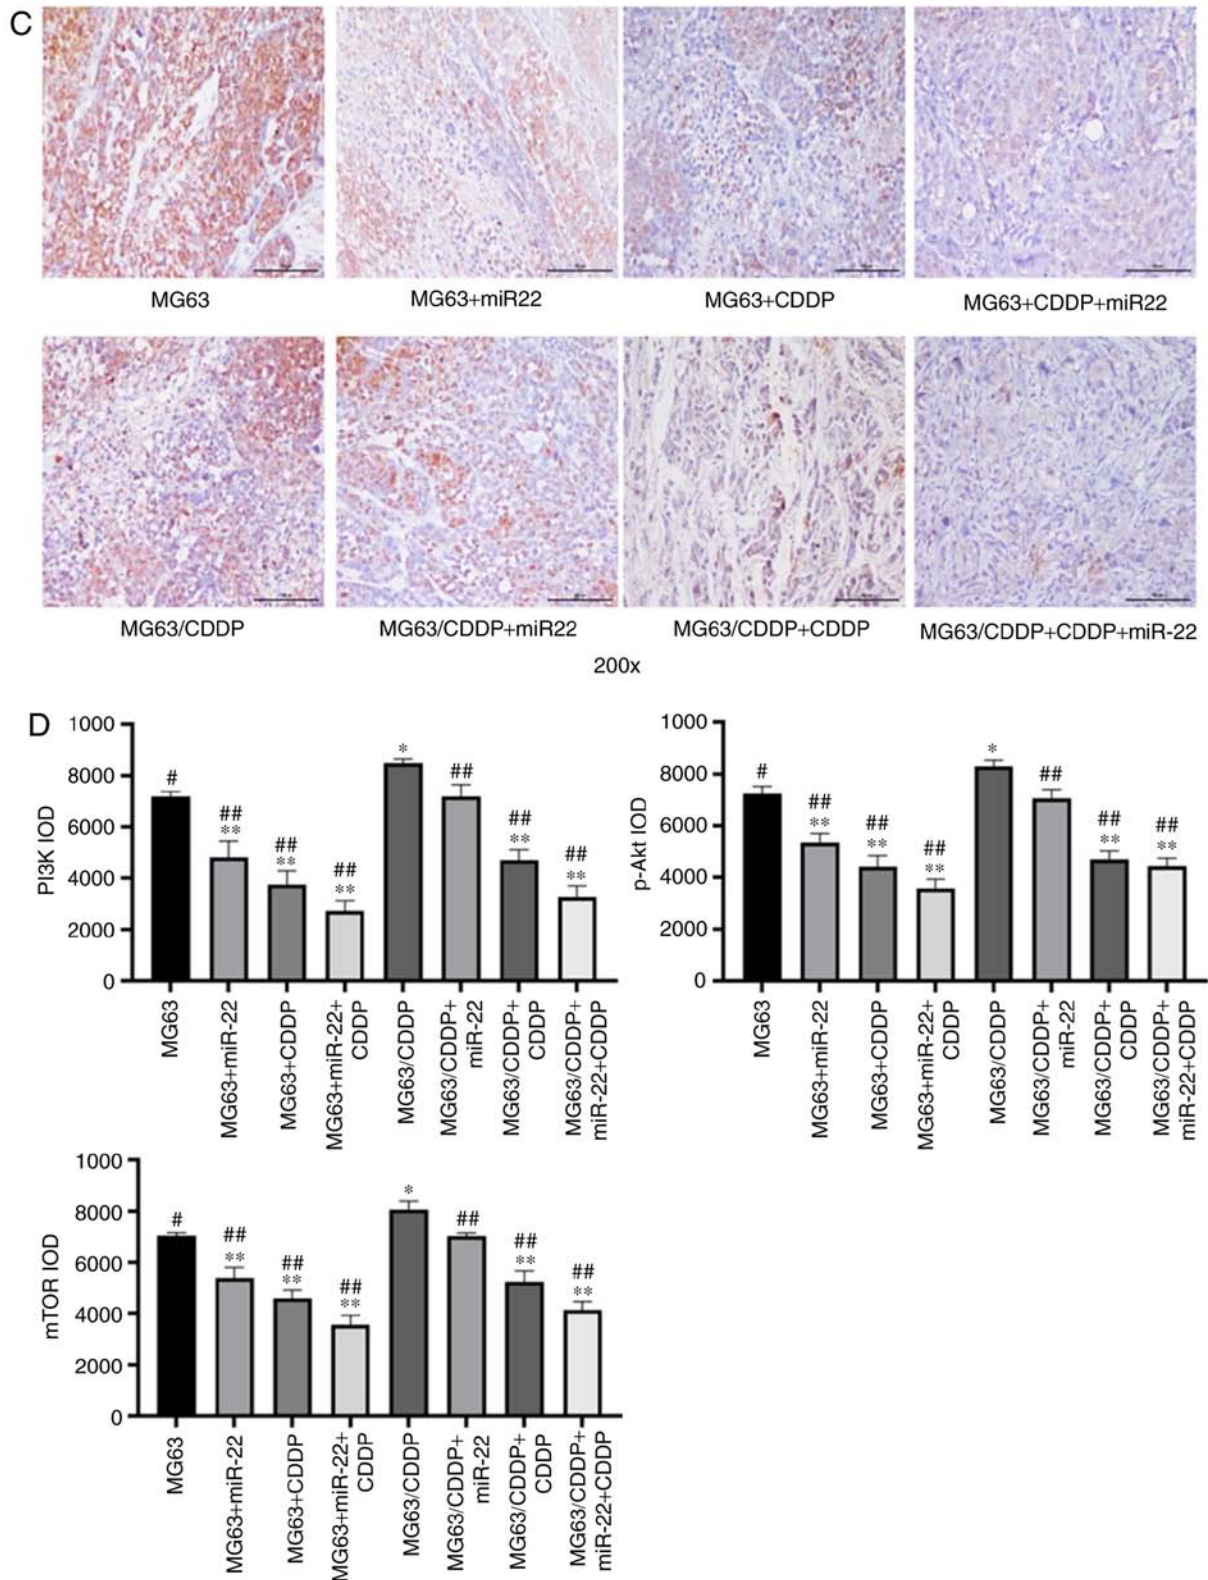 C
MG63
MG63+miR22
MG63+CDDP
MG63+CDDP+miR22
MG63/CDDP
MG63/CDDP+miR22
MG63/CDDP+CDDP
MG63/CDDP+CDDP+miR-22
200x
D
PI3K IOD
1000
8000
6000
4000
2000
0
#
##
**
##
**
##
**
*
##
##
**
##
**
MG63
MG63+miR-22
MG63+CDDP
MG63+miR-22+
CDDP
MG63/CDDP
MG63/CDDP+
miR-22
MG63/CDDP+
CDDP
MG63/CDDP+
miR-22+CDDP
p-Akt IOD
1000
8000
6000
4000
2000
0
#
##
**
##
**
##
**
*
##
##
**
##
**
MG63
MG63+miR-22
MG63+CDDP
MG63+miR-22+
CDDP
MG63/CDDP
MG63/CDDP+
miR-22
MG63/CDDP+
CDDP
MG63/CDDP+
miR-22+CDDP
mTOR IOD
1000
8000
6000
4000
2000
0
#
##
**
##
**
##
**
*
##
##
**
##
**
MG63
MG63+miR-22
MG63+CDDP
MG63+miR-22+
CDDP
MG63/CDDP
MG63/CDDP+
miR-22
MG63/CDDP+
CDDP
MG63/CDDP+
miR-22+CDDP